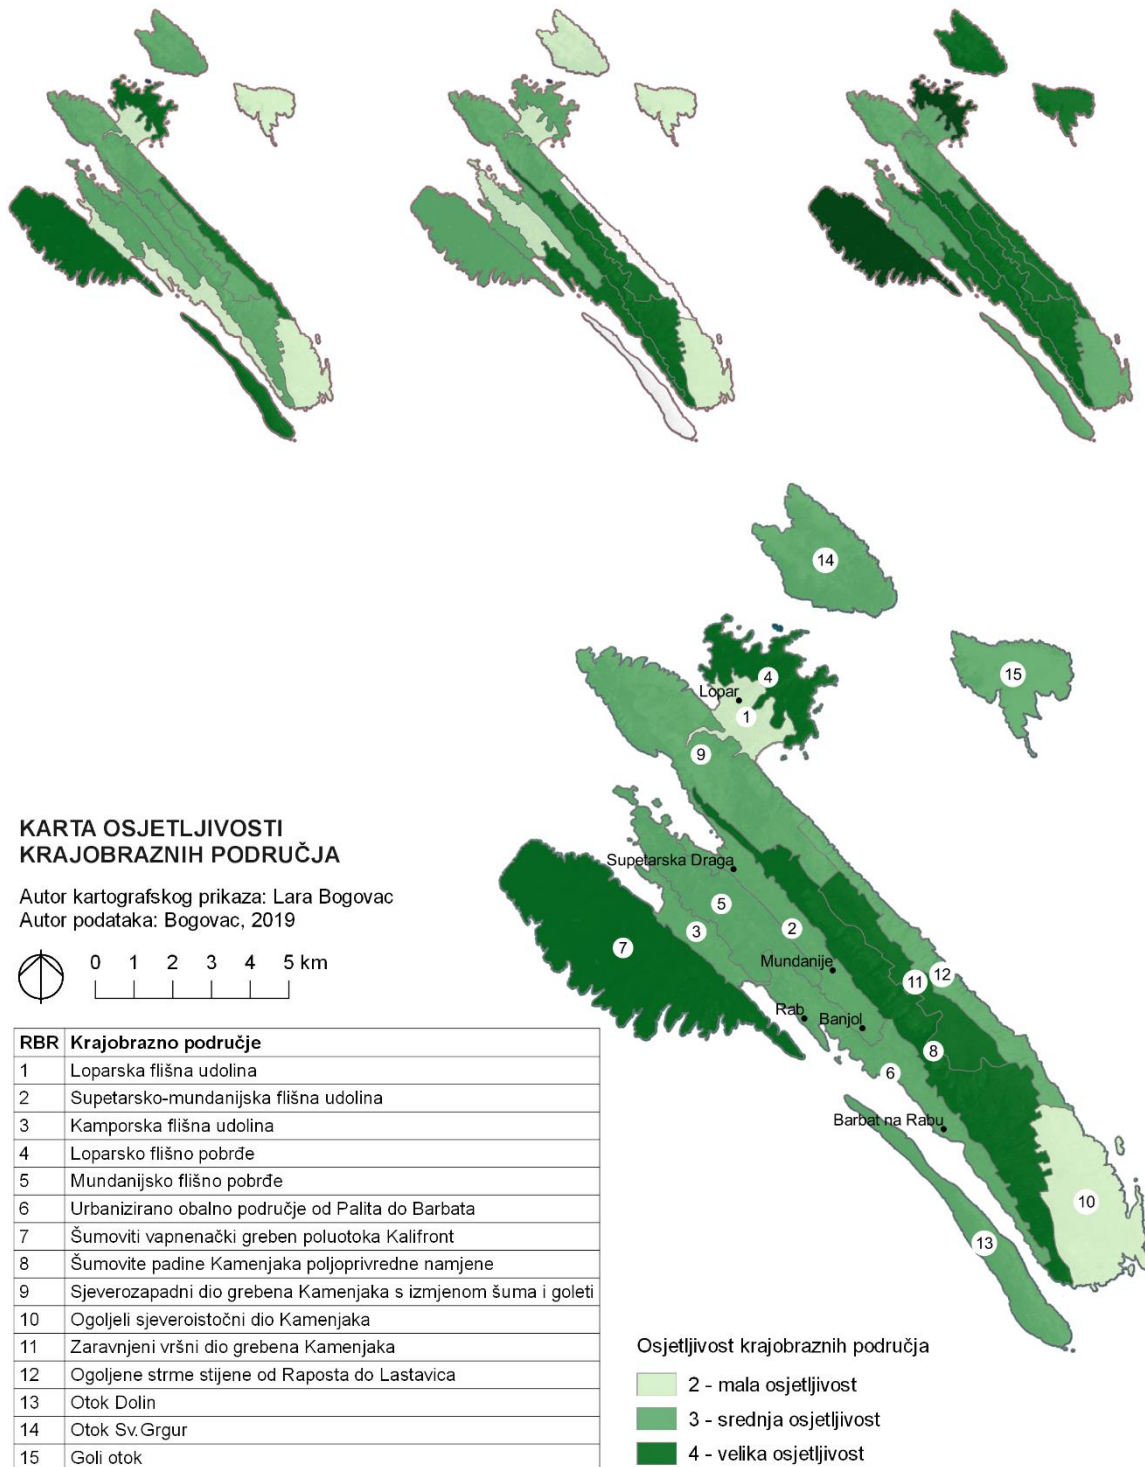 14
4
15
Lopar
1
9
Supetarska Draga
5
3
2
7
Mundanije
12
11
Rab
Banjol
8
6
Barbat na Rabu
10
13
KARTA OSJETLJIVOSTI
KRAJOBRAZNIH PODRUČJA
Autor kartografskog prikaza: Lara Bogovac
Autor podataka: Bogovac, 2019
0 1 2 3 4 5 km
RBR Krajobrazno područje
1 Loparska flišna udolina
2 Supetarsko-mundanijska flišna udolina
3 Kamporska flišna udolina
4 Loparsko flišno pobrđe
5 Mundanijsko flišno pobrđe
6 Urbanizirano obalno područje od Palita do Barbata
7 Šumoviti vapnenački greben poluotoka Kalifront
8 Šumovite padine Kamenjaka poljoprivredne namjene
9 Sjeverozapadni dio grebena Kamenjaka s izmjenom šuma i goleti
10 Ogoljeli sjeveroistočni dio Kamenjaka
11 Zaravnjeni vršni dio grebena Kamenjaka
12 Ogoljene strme stijene od Raposta do Lastavica
13 Otok Dolin
14 Otok Sv.Grgur
15 Goli otok
Osjetljivost krajobraznih područja
2 - mala osjetljivost
3 - srednja osjetljivost
4 - velika osjetljivost